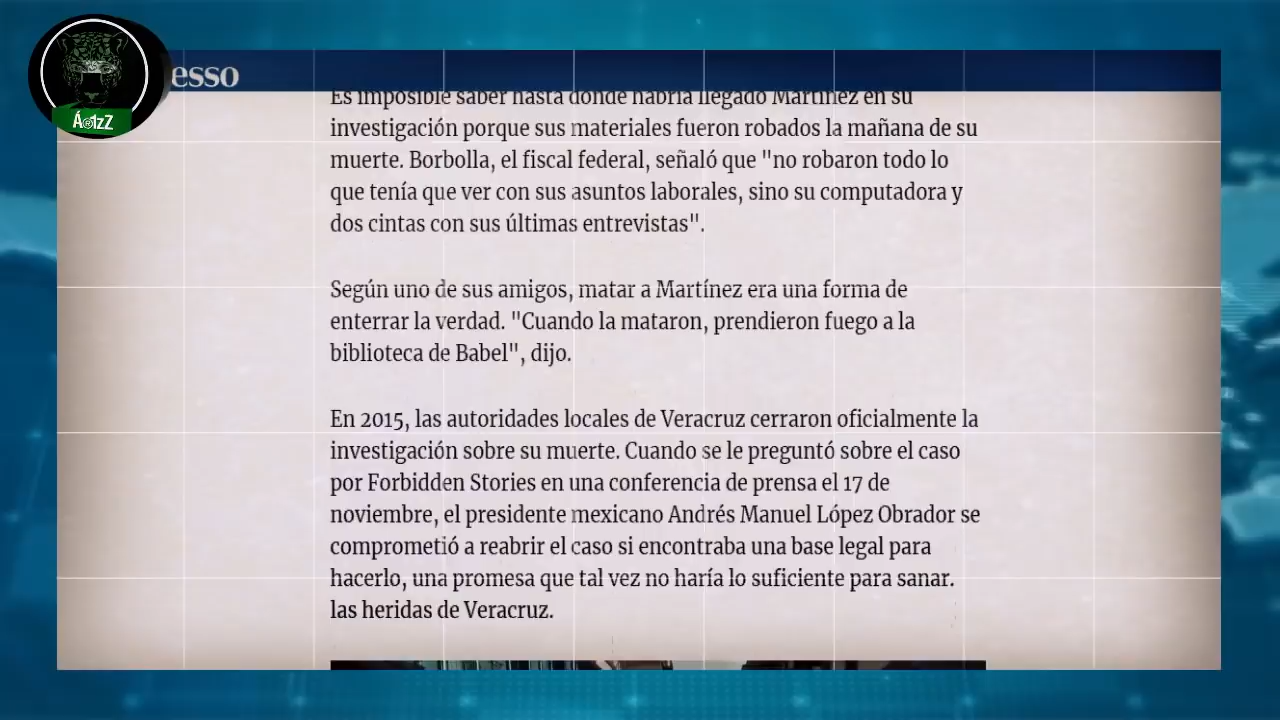 esso
Áo1zZ
Es imposible saber hasta dónde habría llegado Martínez en su
investigación porque sus materiales fueron robados la mañana de su
muerte. Borbolla, el fiscal federal, señaló que "no robaron todo lo
que tenía que ver con sus asuntos laborales, sino su computadora y
dos cintas con sus últimas entrevistas".
Según uno de sus amigos, matar a Martínez era una forma de
enterrar la verdad. "Cuando la mataron, prendieron fuego a la
biblioteca de Babel", dijo.
En 2015, las autoridades locales de Veracruz cerraron oficialmente la
investigación sobre su muerte. Cuando se le preguntó sobre el caso
por Forbidden Stories en una conferencia de prensa el 17 de
noviembre, el presidente mexicano Andrés Manuel López Obrador se
comprometió a reabrir el caso si encontraba una base legal para
hacerlo, una promesa que tal vez no haría lo suficiente para sanar.
las heridas de Veracruz.